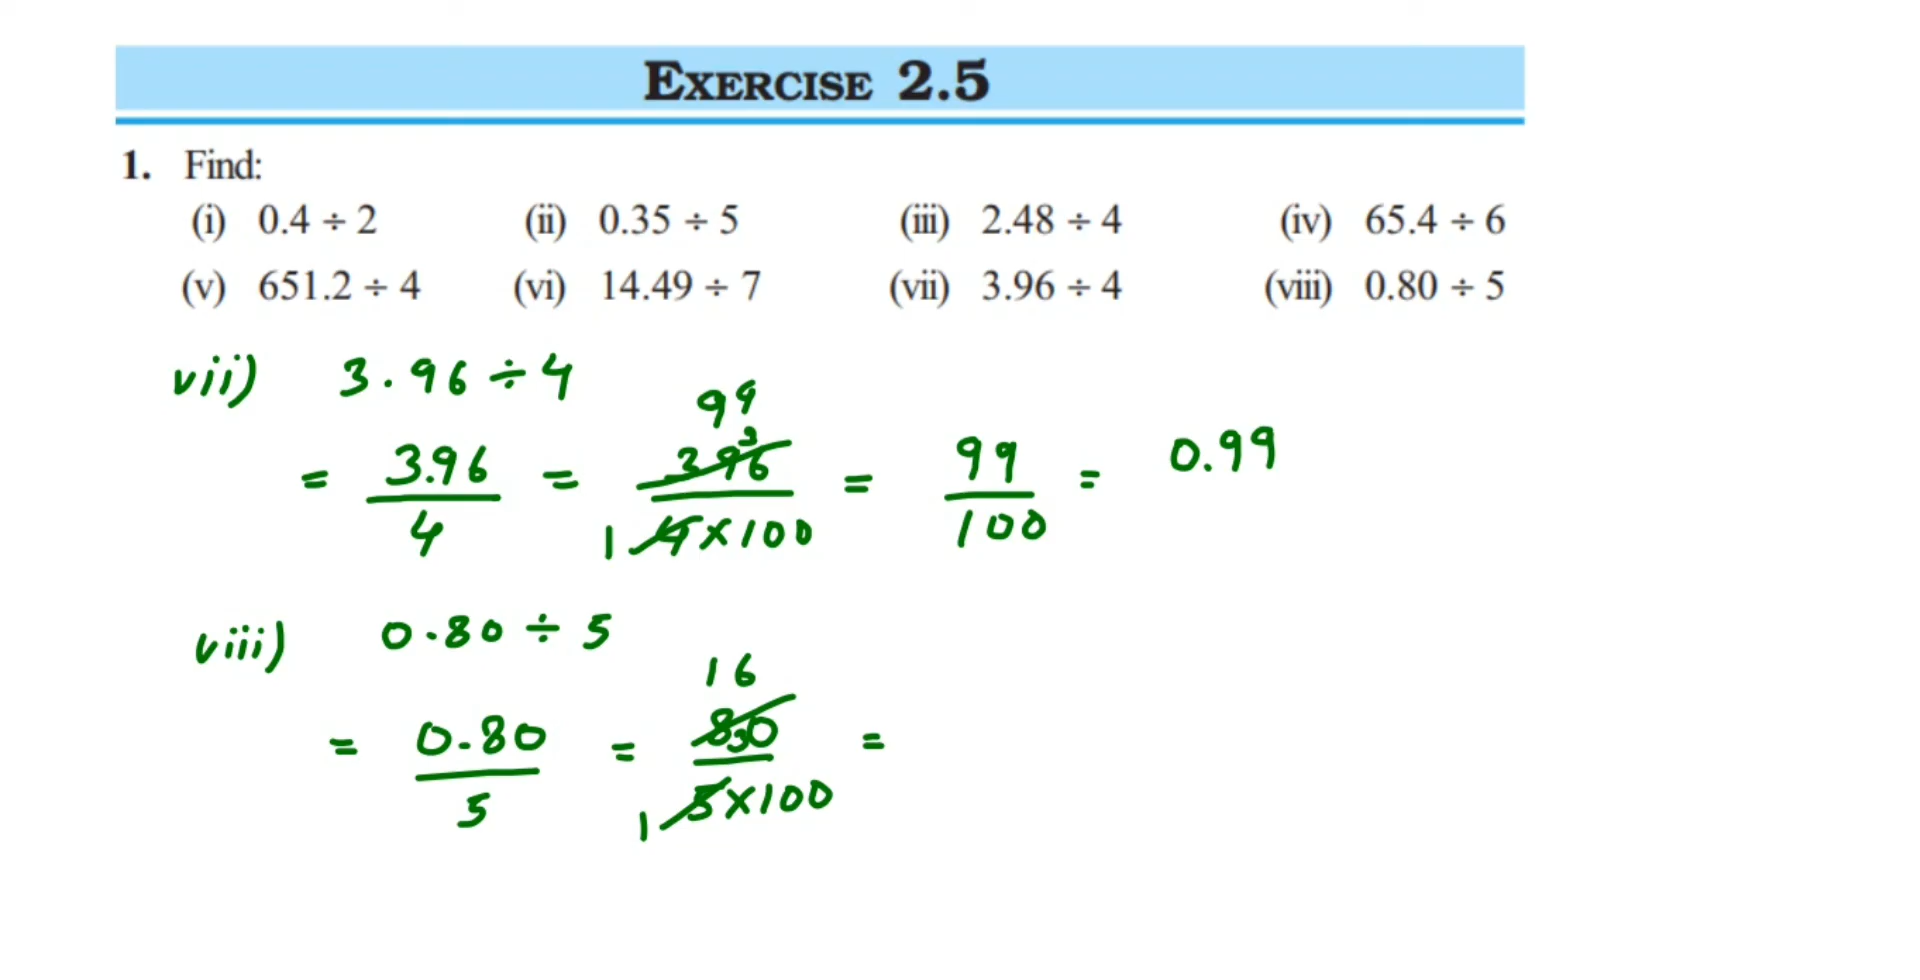 EXERCISE 2.5
1. Find:
(i) 0.4 ÷ 2 (ii) 0.35 ÷ 5 (iii) 2.48 ÷ 4 (iv) 65.4 ÷ 6
(v) 651.2 ÷ 4 (vi) 14.49 ÷ 7 (vii) 3.96 ÷ 4 (viii) 0.80 ÷ 5
vii) 3.96 ÷ 4
99
= 3.96/4 = 396/4×100 = 99/100 = 0.99
3
1
viii) 0.80 ÷ 5
16
= 0.80/5 = 80/5×100 =
3
1